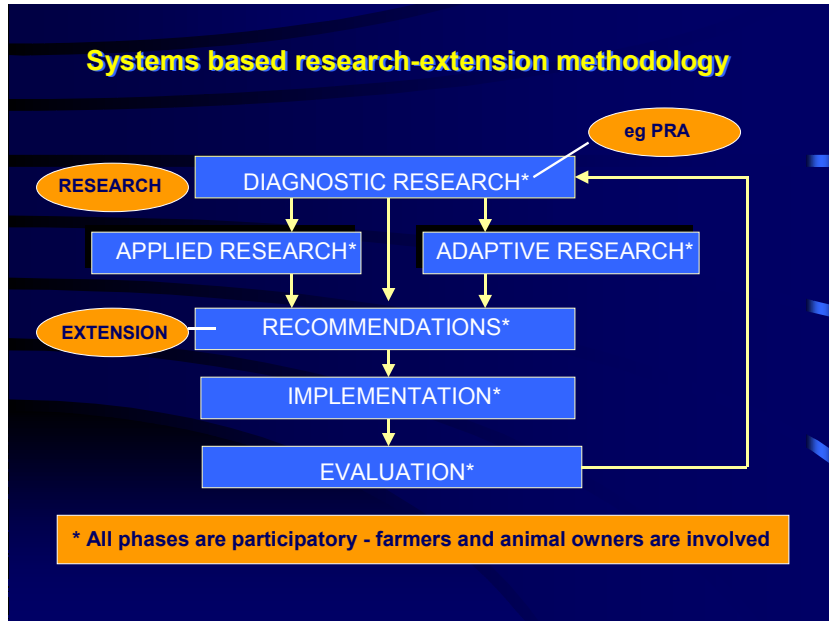 Systems based research-extension methodology
eg PRA
RESEARCH
DIAGNOSTIC RESEARCH*
APPLIED RESEARCH*
ADAPTIVE RESEARCH*
EXTENSION
RECOMMENDATIONS*
IMPLEMENTATION*
EVALUATION*
* All phases are participatory - farmers and animal owners are involved